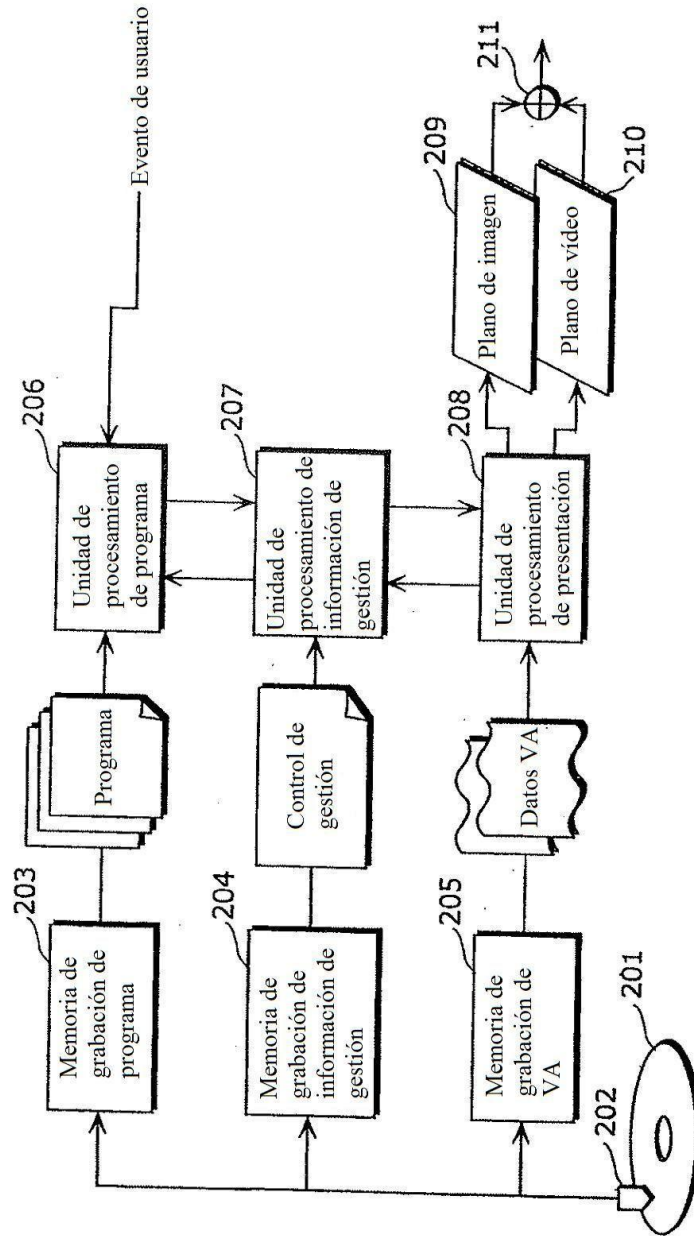 201
202
203
Memoria de
grabación de
programa
Programa
206
Unidad de
procesamiento
de programa
Evento de usuario
204
Memoria de
grabación de
información de
gestión
Control de
gestión
207
Unidad de
procesamiento de
información de
gestión
205
Memoria de
grabación de
VA
Datos VA
208
Unidad de
procesamiento
de presentación
209
Plano de imagen
Plano de vídeo
210
211